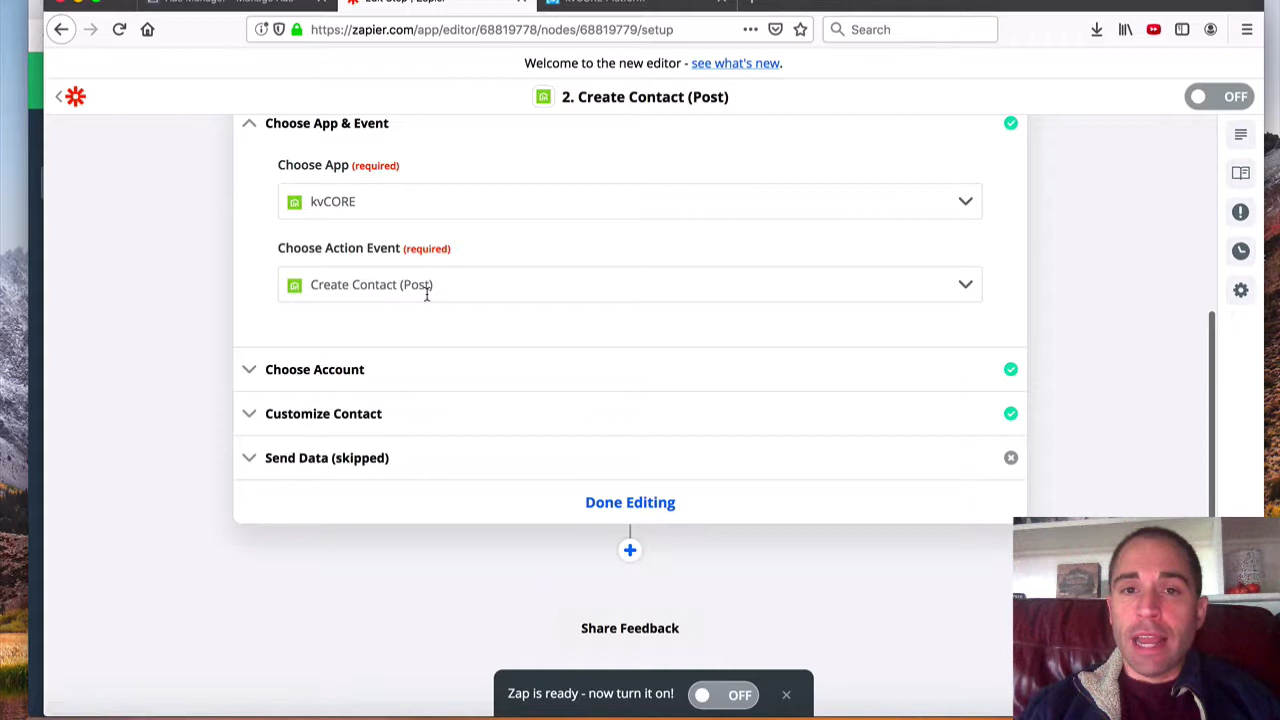 https://zapier.com/app/editor/68819778/nodes/68819779/setup
Search
Welcome to the new editor - see what's new.
2. Create Contact (Post)
OFF
Choose App & Event
Choose App (required)
kvCORE
Choose Action Event (required)
Create Contact (Post)
Choose Account
Customize Contact
Send Data (skipped)
Done Editing
Share Feedback
Zap is ready - now turn it on!
OFF